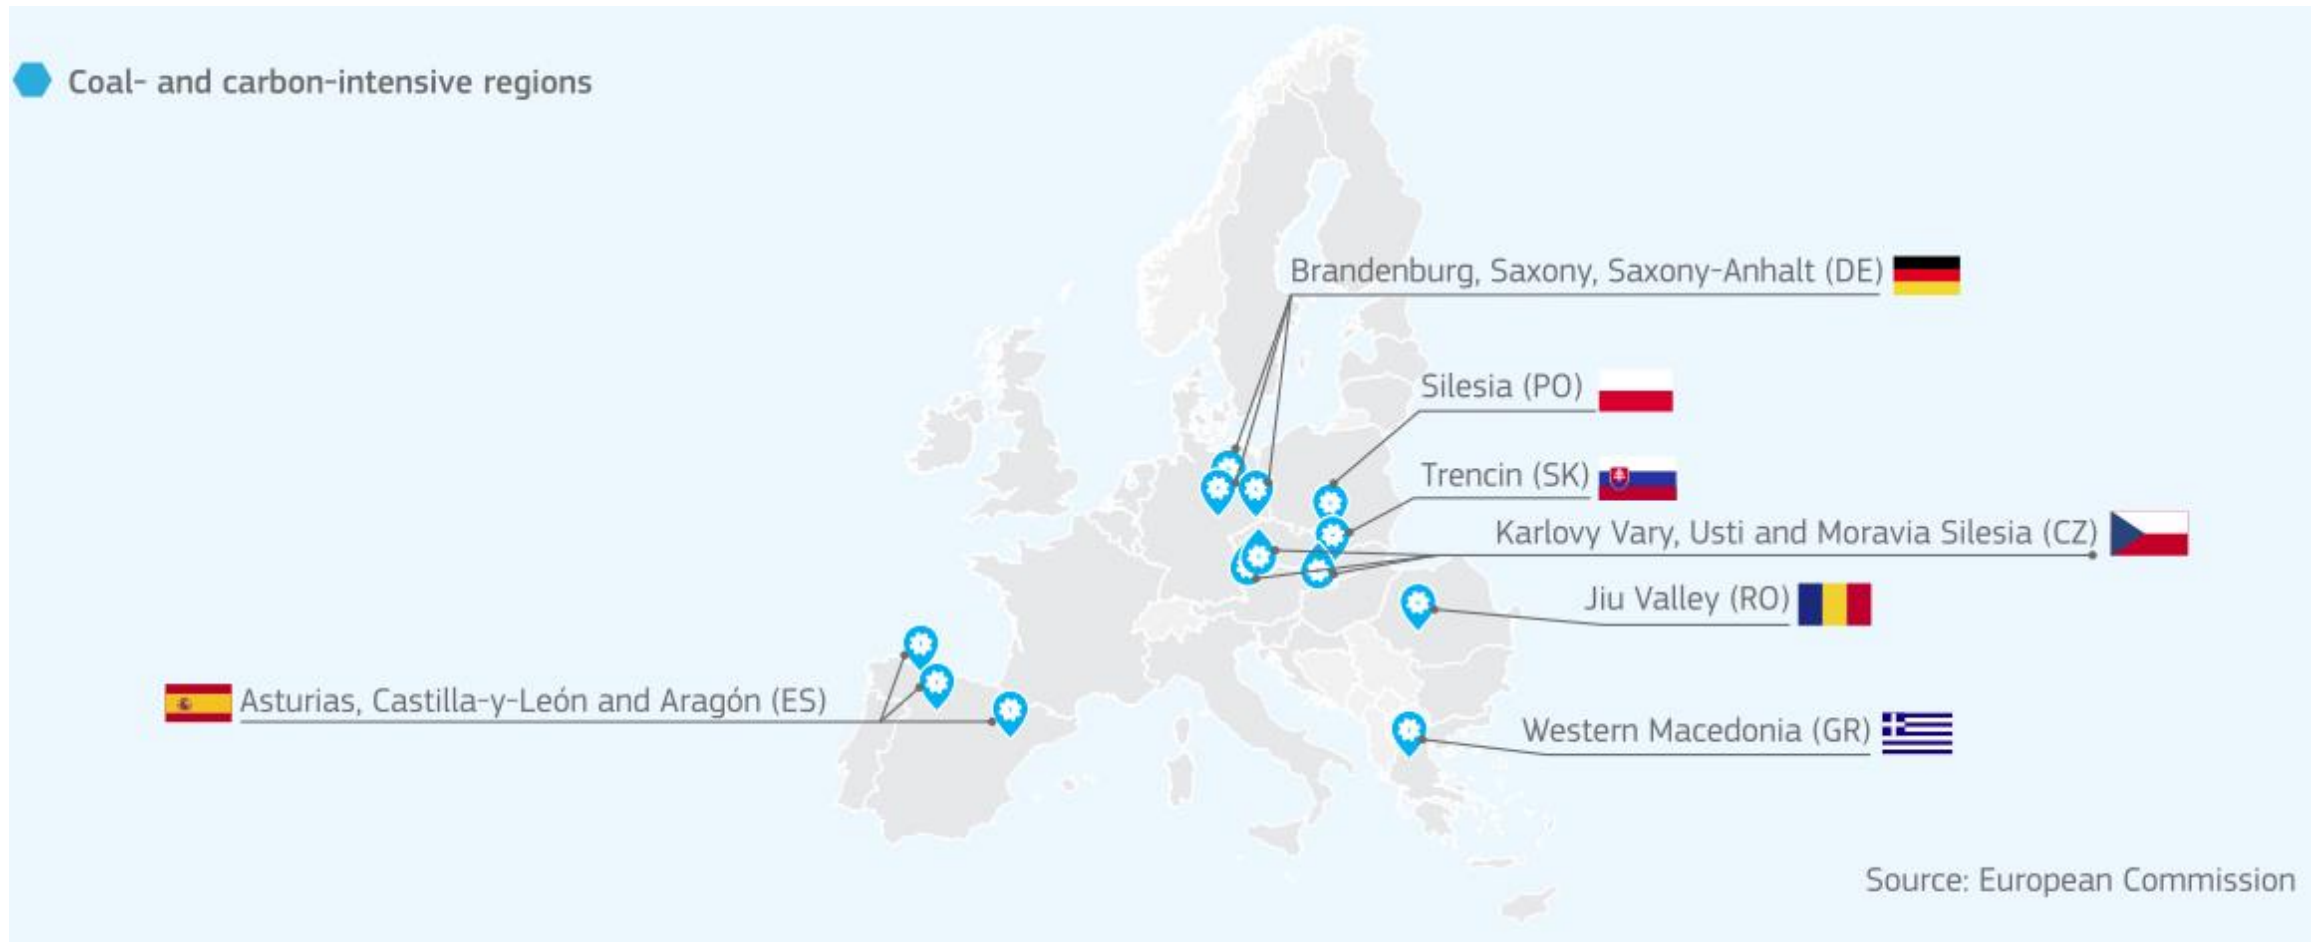 Coal- and carbon-intensive regions
Brandenburg, Saxony, Saxony-Anhalt (DE)
Silesia (PO)
Trencin (SK)
Karlovy Vary, Usti and Moravia Silesia (CZ)
Jiu Valley (RO)
Asturias, Castilla-y-León and Aragón (ES)
Western Macedonia (GR)
Source: European Commission